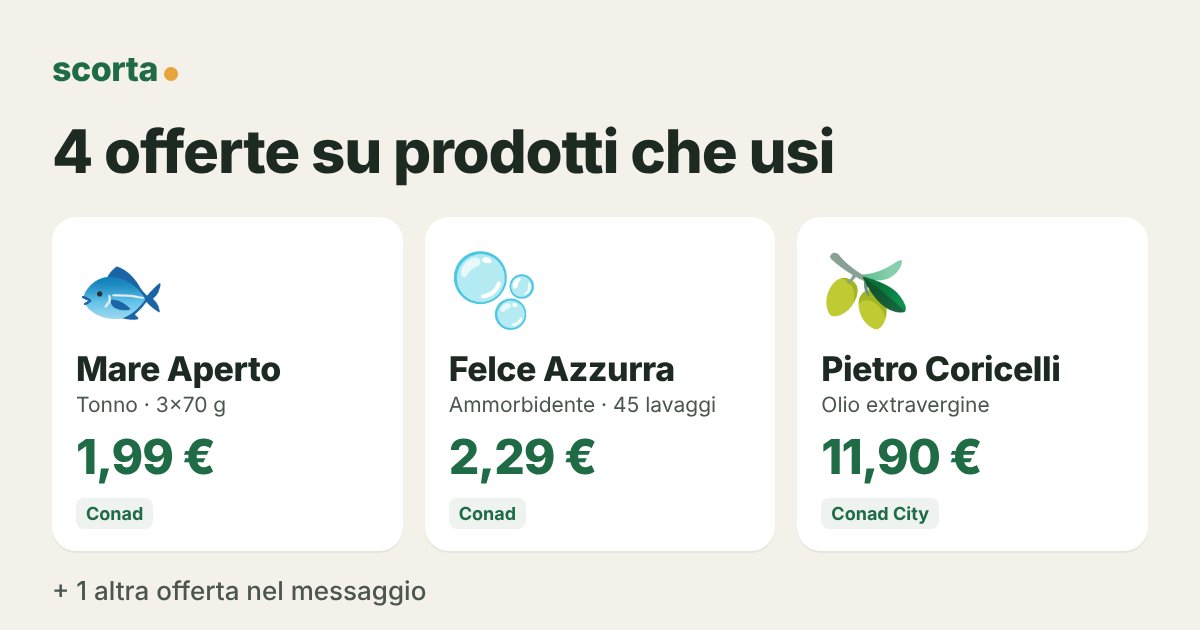 scorta
4 offerte su prodotti che usi
Mare Aperto
Tonno · 3×70 g
1,99 €
Conad
Felce Azzurra
Ammorbidente · 45 lavaggi
2,29 €
Conad
Pietro Coricelli
Olio extravergine
11,90 €
Conad City
+ 1 altra offerta nel messaggio